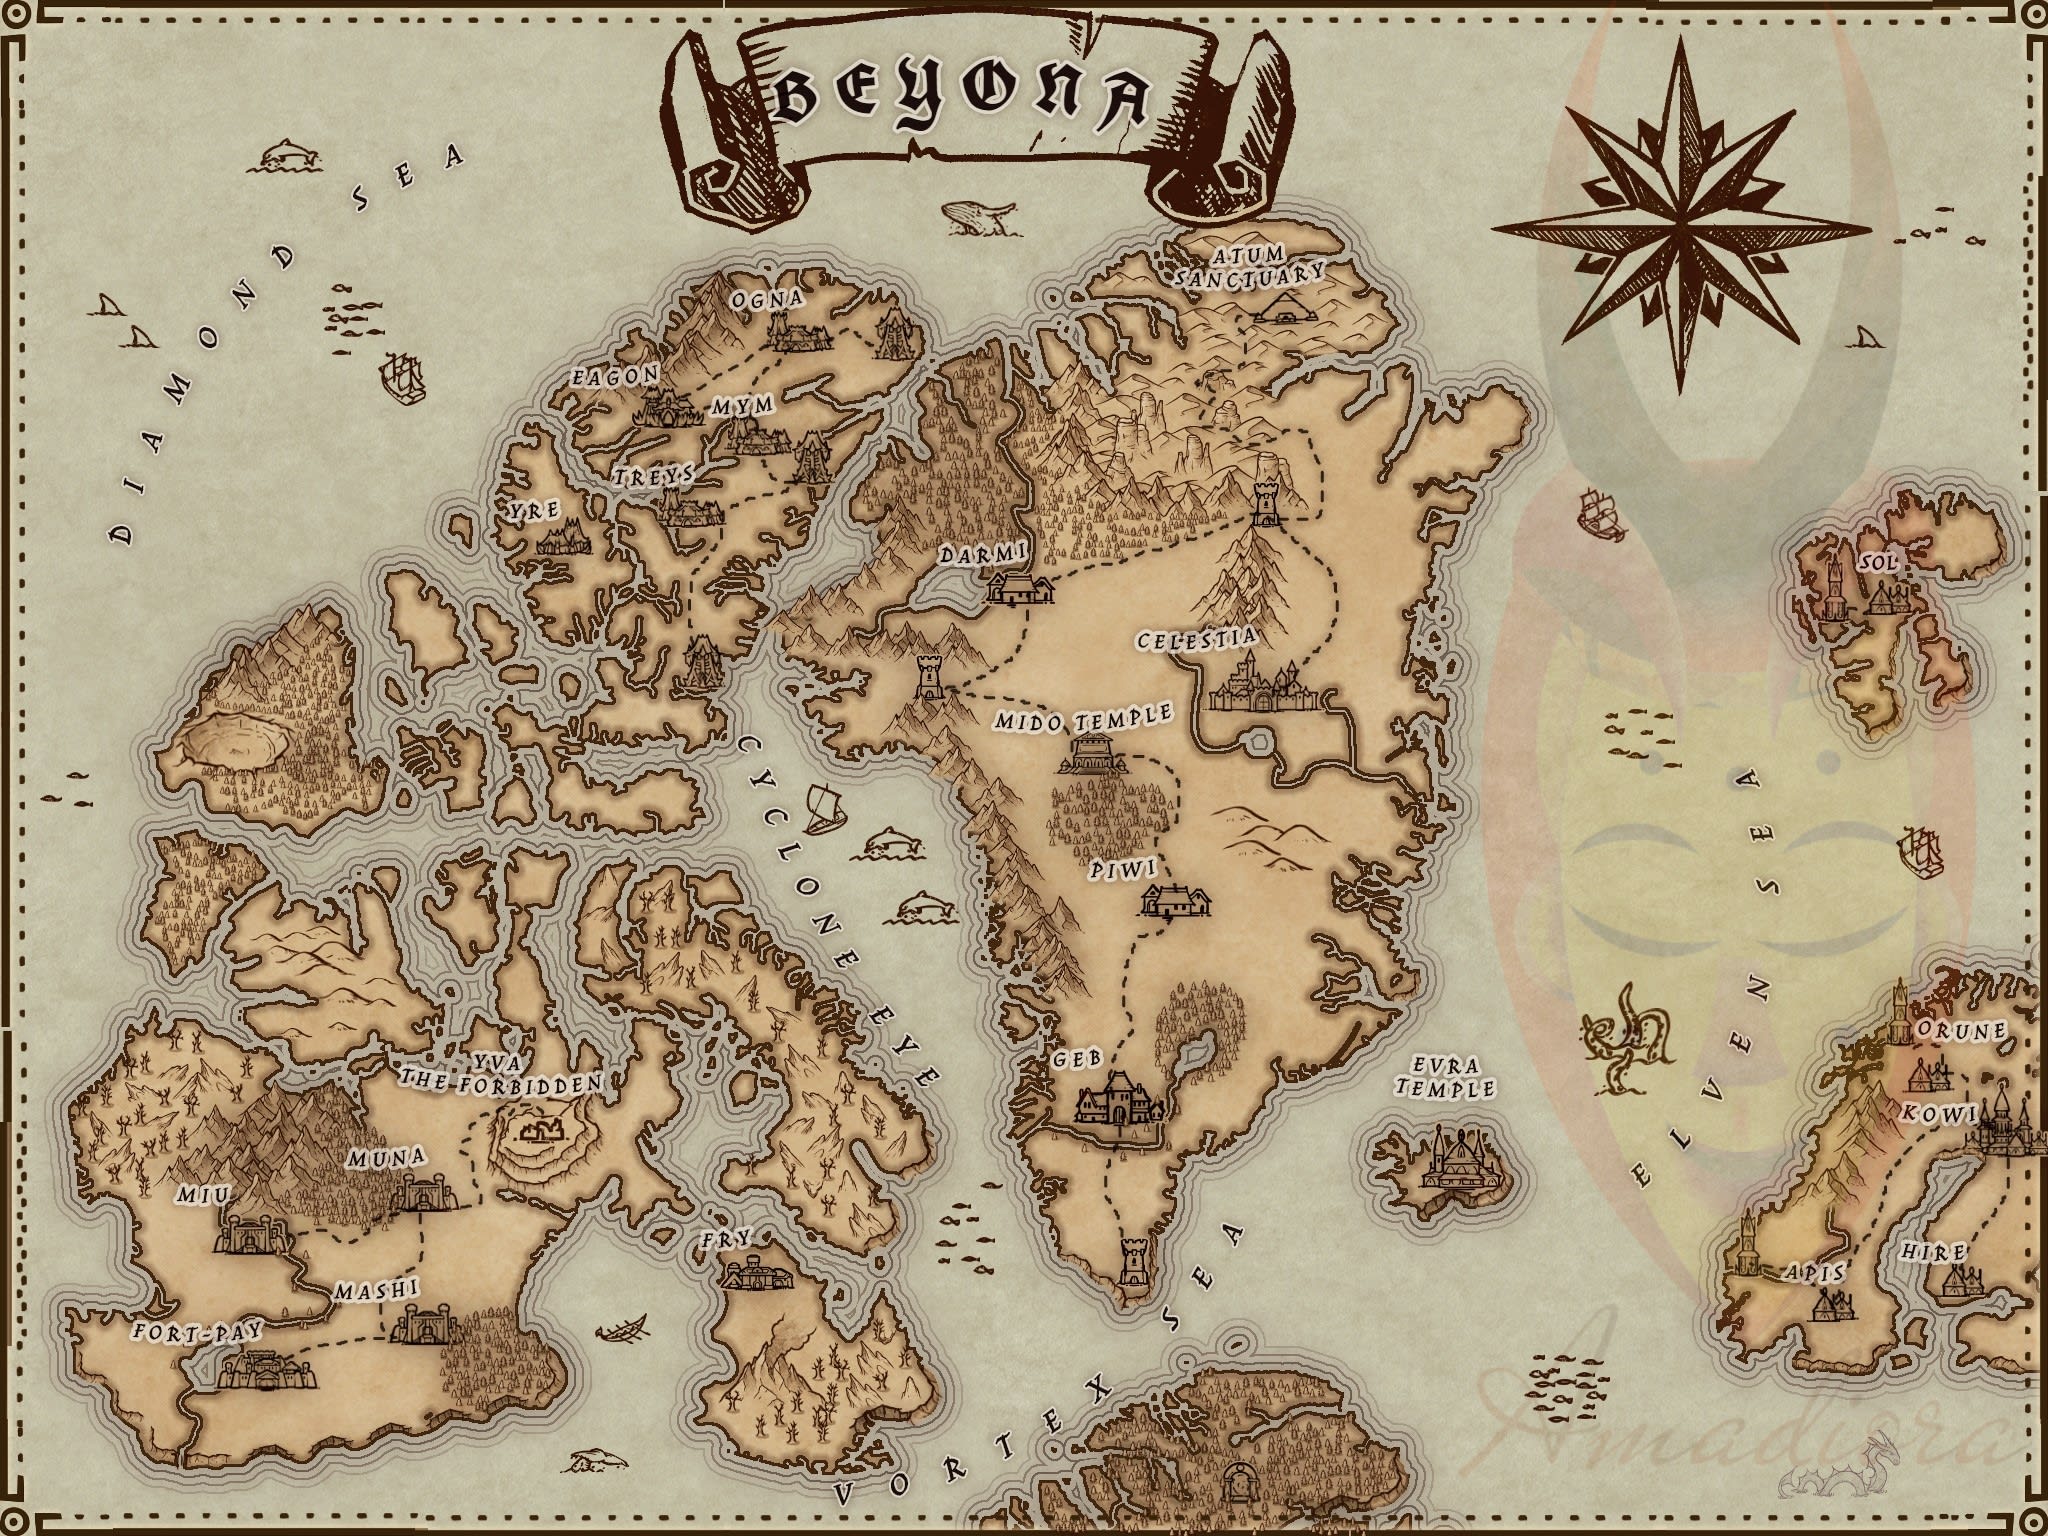 BEYONA
DIAMOND SEA
ATUM
SANCTUARY
OGNA
EAGON
MYM
TREYS
YRE
DARMI
SOL
CELESTIA
MIDO TEMPLE
CYCLONE EYE
PIWI
ELVEN SEA
ORUNE
GEB
YVA
THE FORBIDDEN
EVRA
TEMPLE
KOWI
MUNA
MIU
FRY
HIRE
APIS
MASHI
FORT-PAY
VORTEX SEA
Amadiora